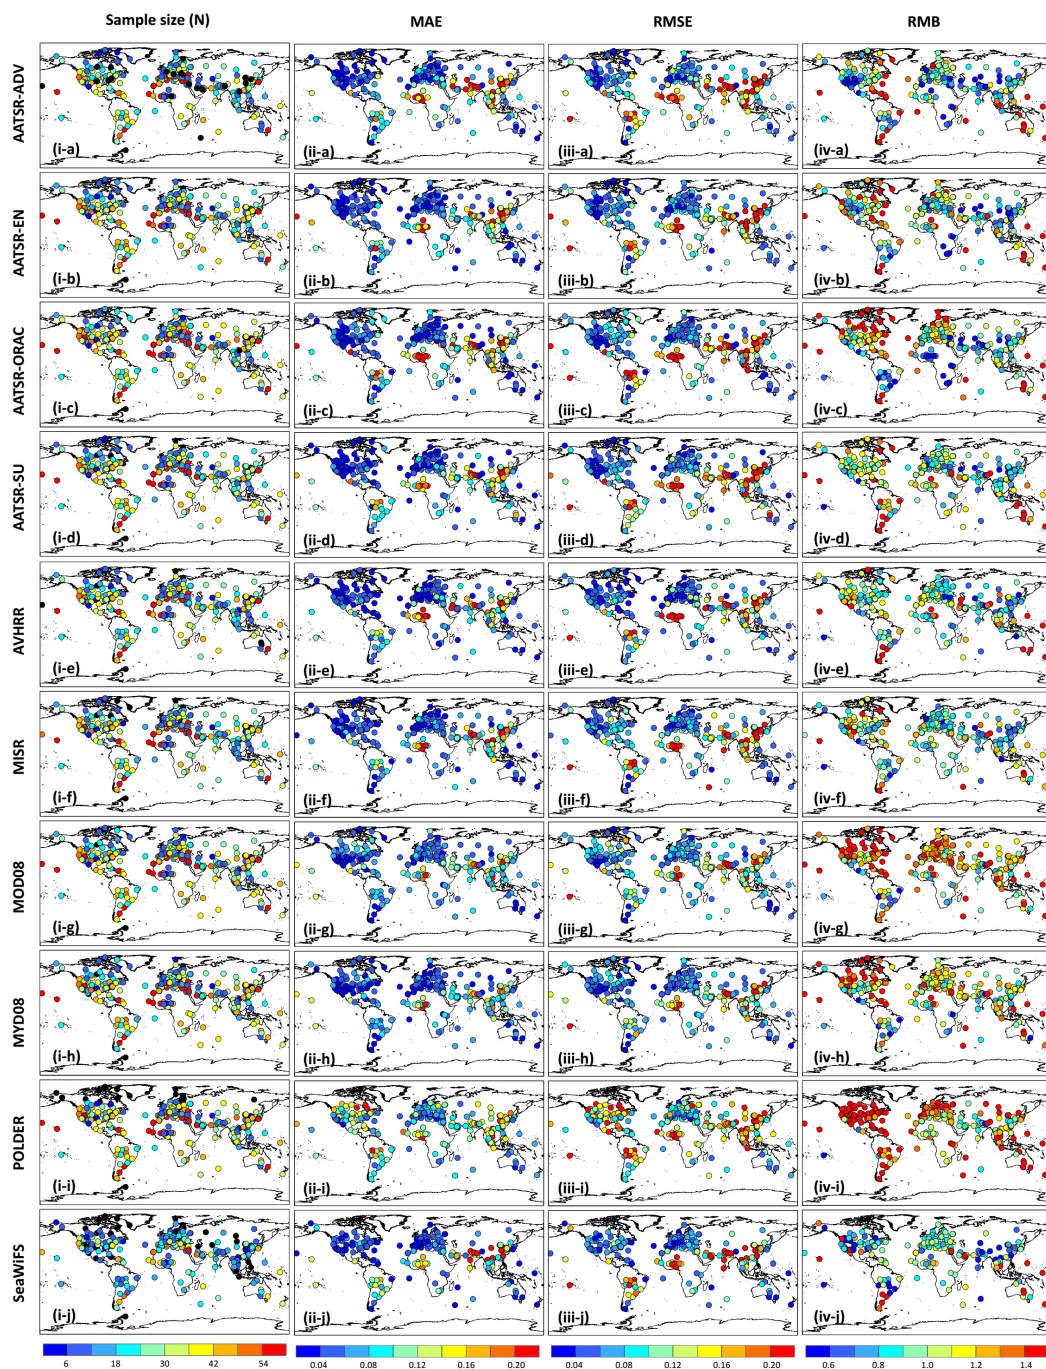 Sample size (N) MAE RMSE RMB
AATSR-ADV
(i-a) (ii-a) (iii-a) (iv-a)
AATSR-EN
(i-b) (ii-b) (iii-b) (iv-b)
AATSR-ORAC
(i-c) (ii-c) (iii-c) (iv-c)
AATSR-SU
(i-d) (ii-d) (iii-d) (iv-d)
AVHRR
(i-e) (ii-e) (iii-e) (iv-e)
MISR
(i-f) (ii-f) (iii-f) (iv-f)
MOD08
(i-g) (ii-g) (iii-g) (iv-g)
MYD08
(i-h) (ii-h) (iii-h) (iv-h)
POLDER
(i-i) (ii-i) (iii-i) (iv-i)
SeaWiFS
(i-j) (ii-j) (iii-j) (iv-j)
6 18 30 42 54 0.04 0.08 0.12 0.16 0.20 0.04 0.08 0.12 0.16 0.20 0.6 0.8 1.0 1.2 1.4